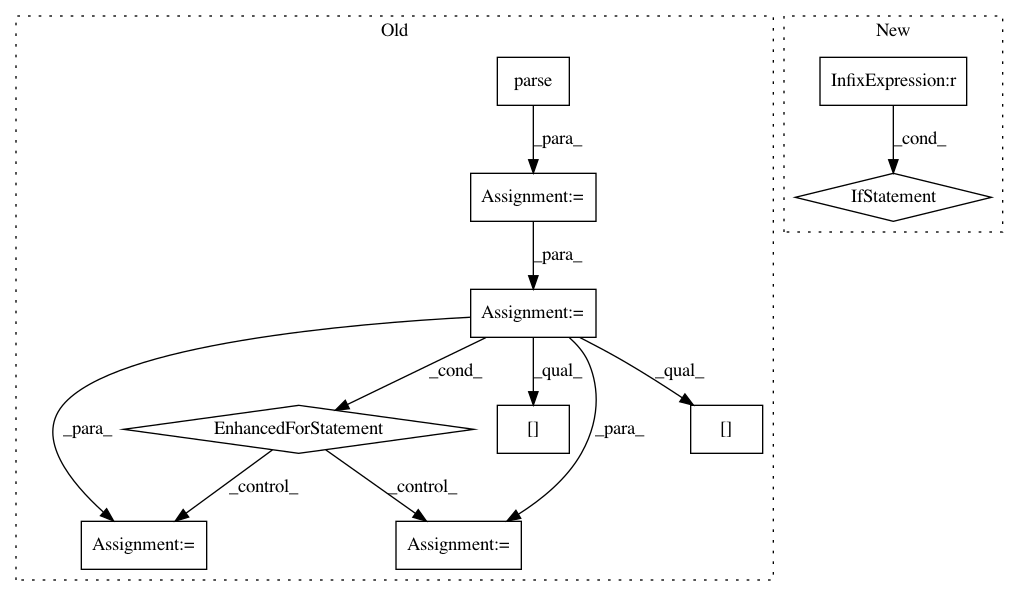 Old
New
parse
InfixExpression:r
_para_
_cond_
Assignment:=
IfStatement
_para_
Assignment:=
_cond_
_qual_
_qual_
_para_
EnhancedForStatement
[]
_para_
[]
_control_
_control_
Assignment:=
Assignment:=